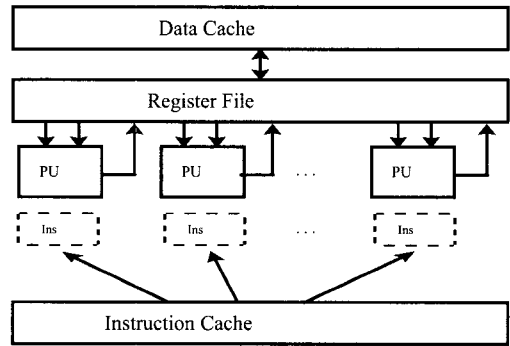 Data Cache
Register File
PU PU ... PU
Ins Ins ... Ins
Instruction Cache